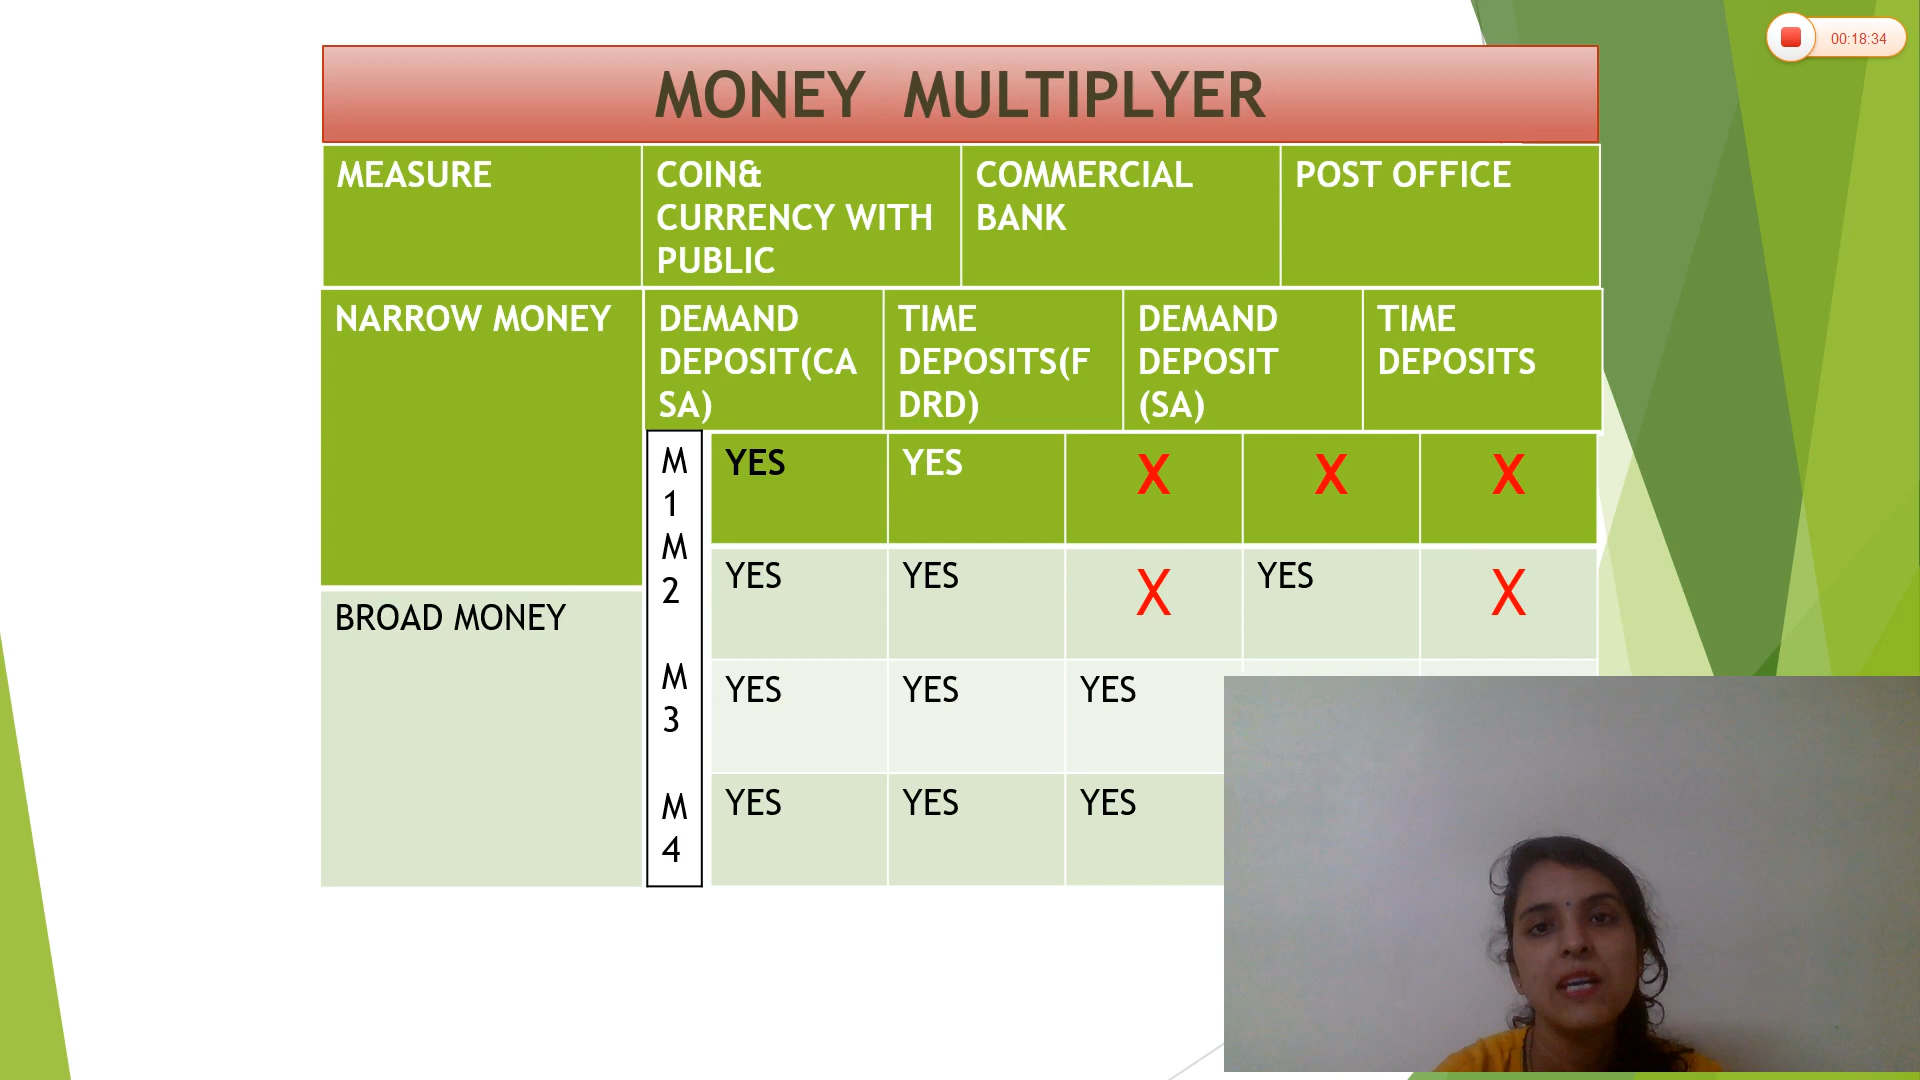 00:18:34
MONEY MULTIPLYER
MEASURE
COIN&
CURRENCY WITH
PUBLIC
COMMERCIAL
BANK
POST OFFICE
NARROW MONEY
DEMAND
DEPOSIT(CA
SA)
TIME
DEPOSITS(F
DRD)
DEMAND
DEPOSIT
(SA)
TIME
DEPOSITS
M
1
M
2
M
3
M
4
YES YES X X X
YES YES X YES X
BROAD MONEY
YES YES YES
YES YES YES